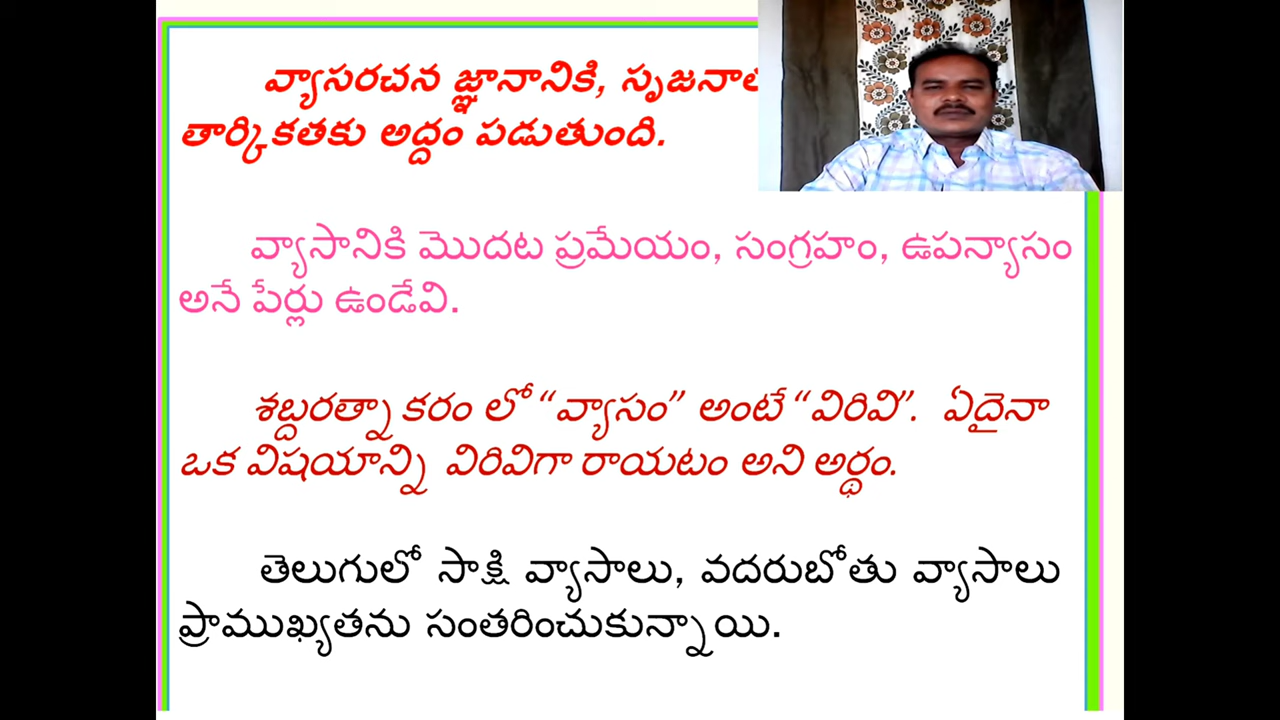 వ్యాసరచన జ్ఞానానికి,
తార్కికతకు అద్దం పడుతుంది.
వ్యాసానికి మొదట ప్రమేయం, సంగ్రహం, ఉపన్యాసం
అనే పేర్లు ఉండేవి.
శబ్దరత్నాకరం లో “వ్యాసం” అంటే “విరివి”. ఏదైనా
ఒక విషయాన్ని విరివిగా రాయటం అని అర్థం.
తెలుగులో సాక్షి వ్యాసాలు, వదరుబోతు వ్యాసాలు
ప్రాముఖ్యతను సంతరించుకున్నాయి.